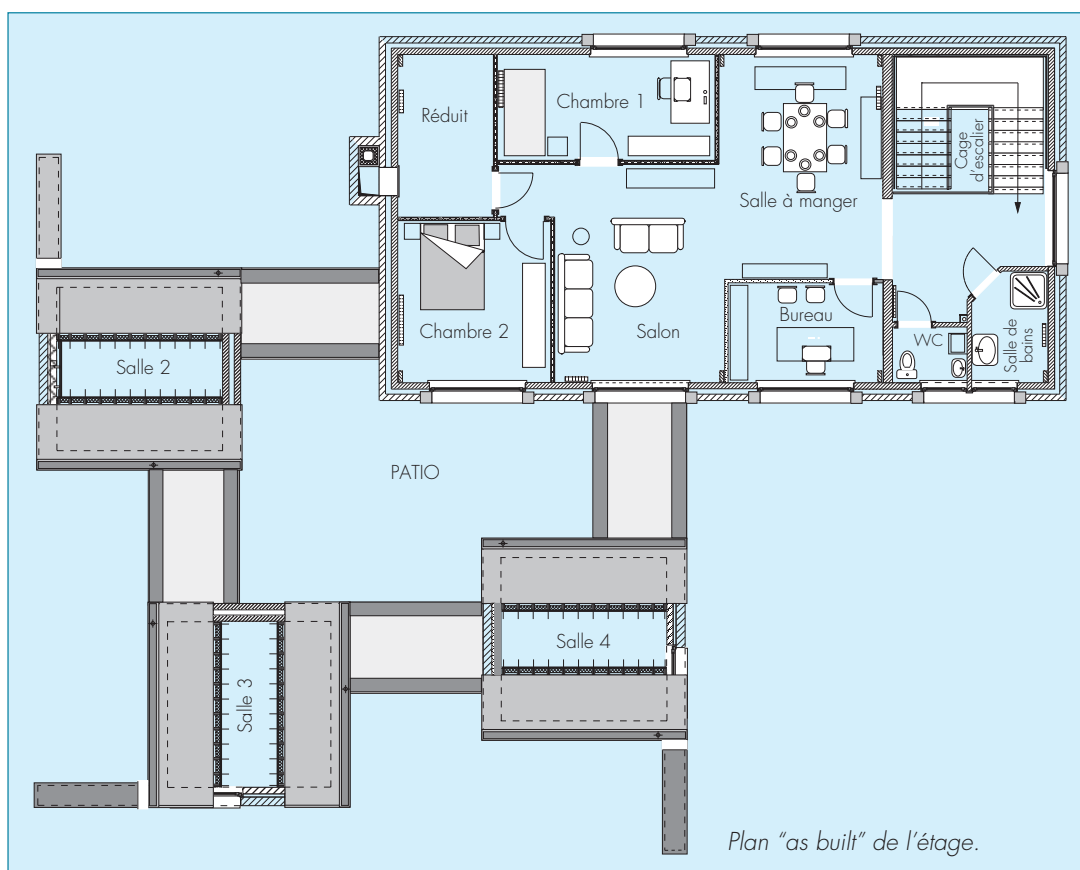 Réduit
Chambre 1
Cage
d'escalier
Salle à manger
Chambre 2
Salon
Bureau
WC
Salle de
bains
Salle 2
PATIO
Salle 3
Salle 4
Plan "as built" de l'étage.